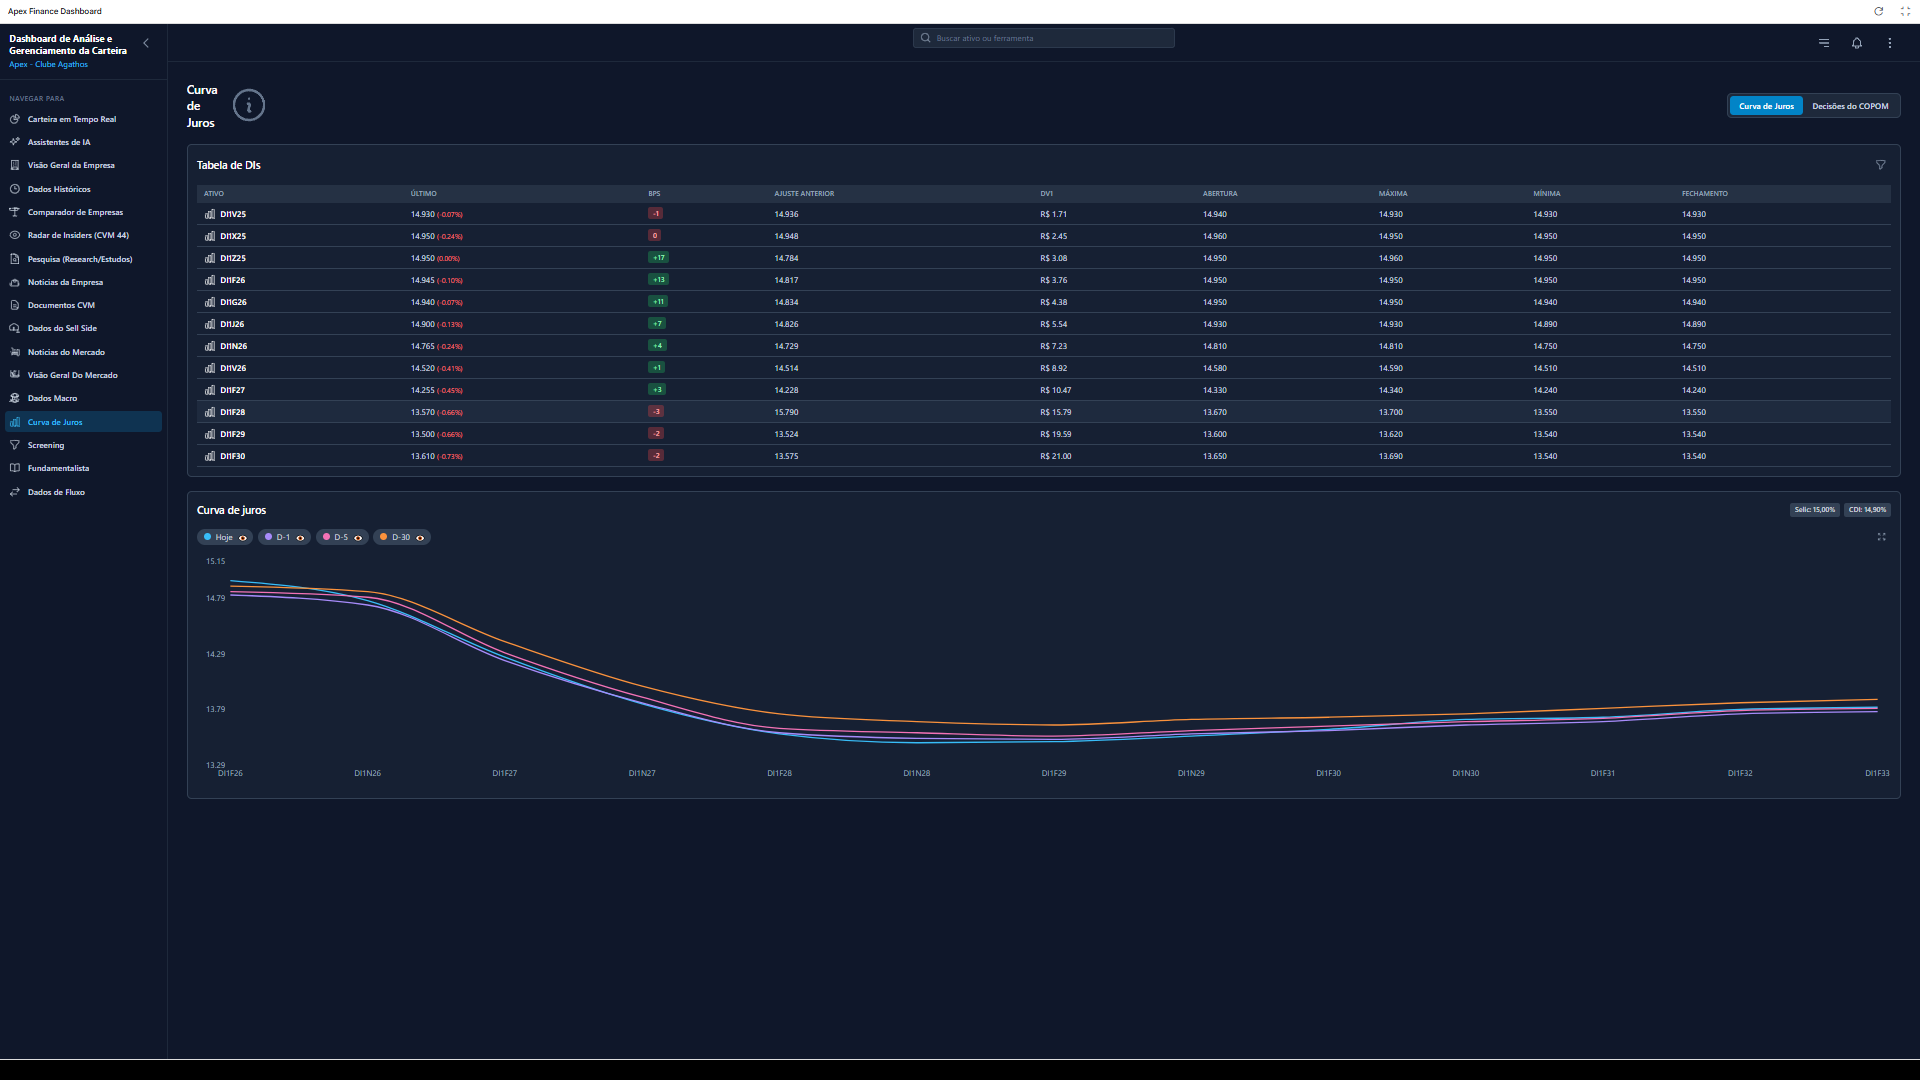 Apex Finance Dashboard
Dashboard de Análise e
Gerenciamento da Carteira
Apex - Clube Agathos
Buscar ativo ou ferramenta
NAVEGAR PARA
Carteira em Tempo Real
Assistentes de IA
Visão Geral da Empresa
Dados Históricos
Comparador de Empresas
Radar de Insiders (CVM 44)
Pesquisa (Research/Estudos)
Notícias da Empresa
Documentos CVM
Dados do Sell Side
Notícias do Mercado
Visão Geral Do Mercado
Dados Macro
Curva de Juros
Screening
Fundamentalista
Dados de Fluxo
Curva
de
Juros
Curva de Juros Decisões do COPOM
Tabela de DIs
ATIVO ÚLTIMO BPS AJUSTE ANTERIOR DV1 ABERTURA MÁXIMA MÍNIMA FECHAMENTO
DI1V25 14.930 (-0.07%) -1 14.936 R$ 1.71 14.940 14.930 14.930 14.930
DI1X25 14.950 (-0.24%) 0 14.948 R$ 2.45 14.960 14.950 14.950 14.950
DI1Z25 14.950 (0.00%) +17 14.784 R$ 3.08 14.950 14.960 14.950 14.950
DI1F26 14.945 (-0.10%) +13 14.817 R$ 3.76 14.950 14.950 14.950 14.950
DI1G26 14.940 (-0.07%) +11 14.834 R$ 4.38 14.950 14.950 14.940 14.940
DI1J26 14.900 (-0.13%) +7 14.826 R$ 5.54 14.930 14.930 14.890 14.890
DI1N26 14.765 (-0.24%) +4 14.729 R$ 7.23 14.810 14.810 14.750 14.750
DI1V26 14.520 (-0.41%) +1 14.514 R$ 8.92 14.580 14.590 14.510 14.510
DI1F27 14.255 (-0.45%) +3 14.228 R$ 10.47 14.330 14.340 14.240 14.240
DI1F28 13.570 (-0.66%) -3 15.790 R$ 15.79 13.670 13.700 13.550 13.550
DI1F29 13.500 (-0.66%) -2 13.524 R$ 19.59 13.600 13.620 13.540 13.540
DI1F30 13.610 (-0.73%) -2 13.575 R$ 21.00 13.650 13.690 13.540 13.540
Curva de juros
Selic: 15,00% CDI: 14,90%
Hoje D-1 D-5 D-30
15.15
14.79
14.29
13.79
13.29
DI1F26 DI1N26 DI1F27 DI1N27 DI1F28 DI1N28 DI1F29 DI1N29 DI1F30 DI1N30 DI1F31 DI1F32 DI1F33